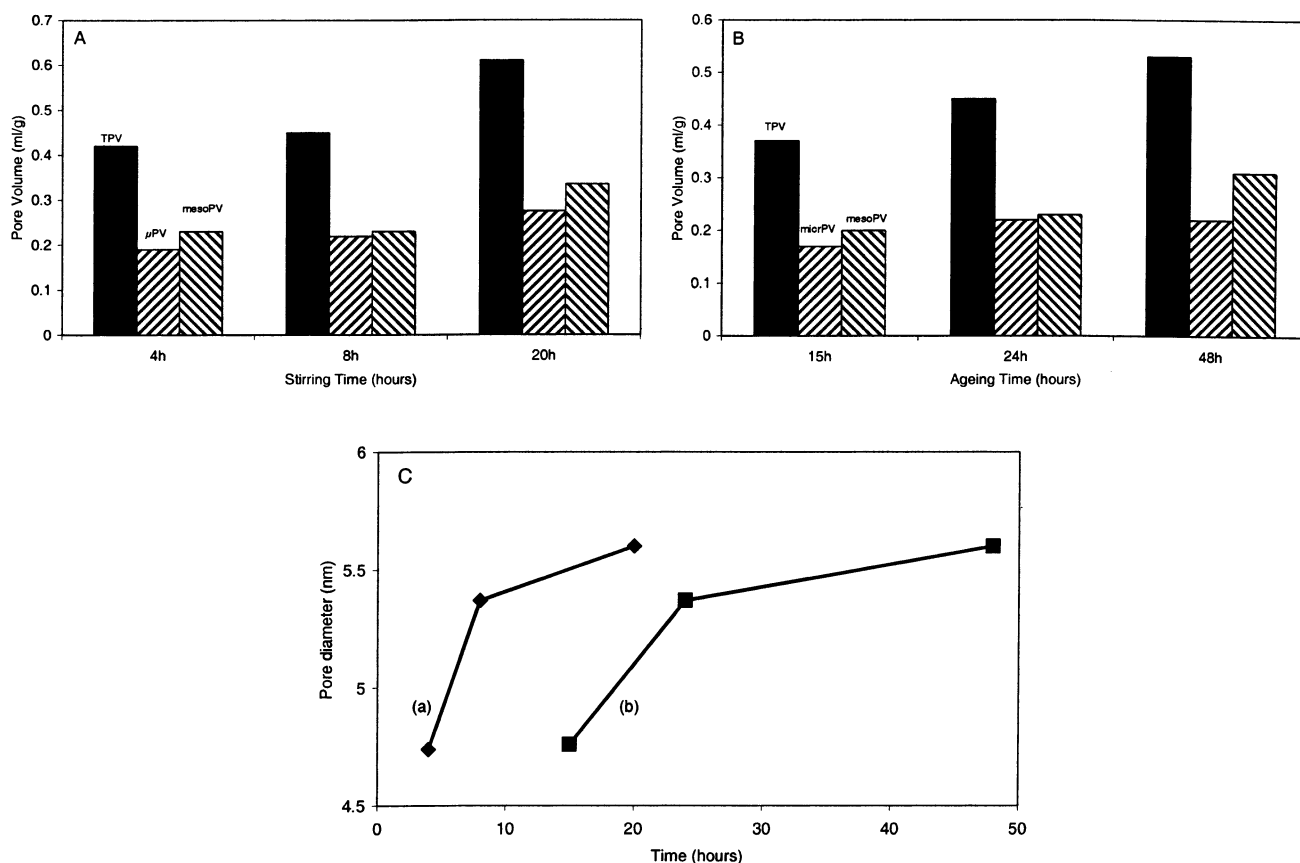 A
Pore Volume (ml/g)
0.7
0.6
0.5
0.4
0.3
0.2
0.1
0
TPV
µPV
mesoPV
4h
8h
20h
Stirring Time (hours)
B
Pore Volume (ml/g)
0.6
0.5
0.4
0.3
0.2
0.1
0
TPV
micrPV
mesoPV
15h
24h
48h
Ageing Time (hours)
C
Pore diameter (nm)
6
5.5
5
4.5
(a)
(b)
0
10
20
30
40
50
Time (hours)